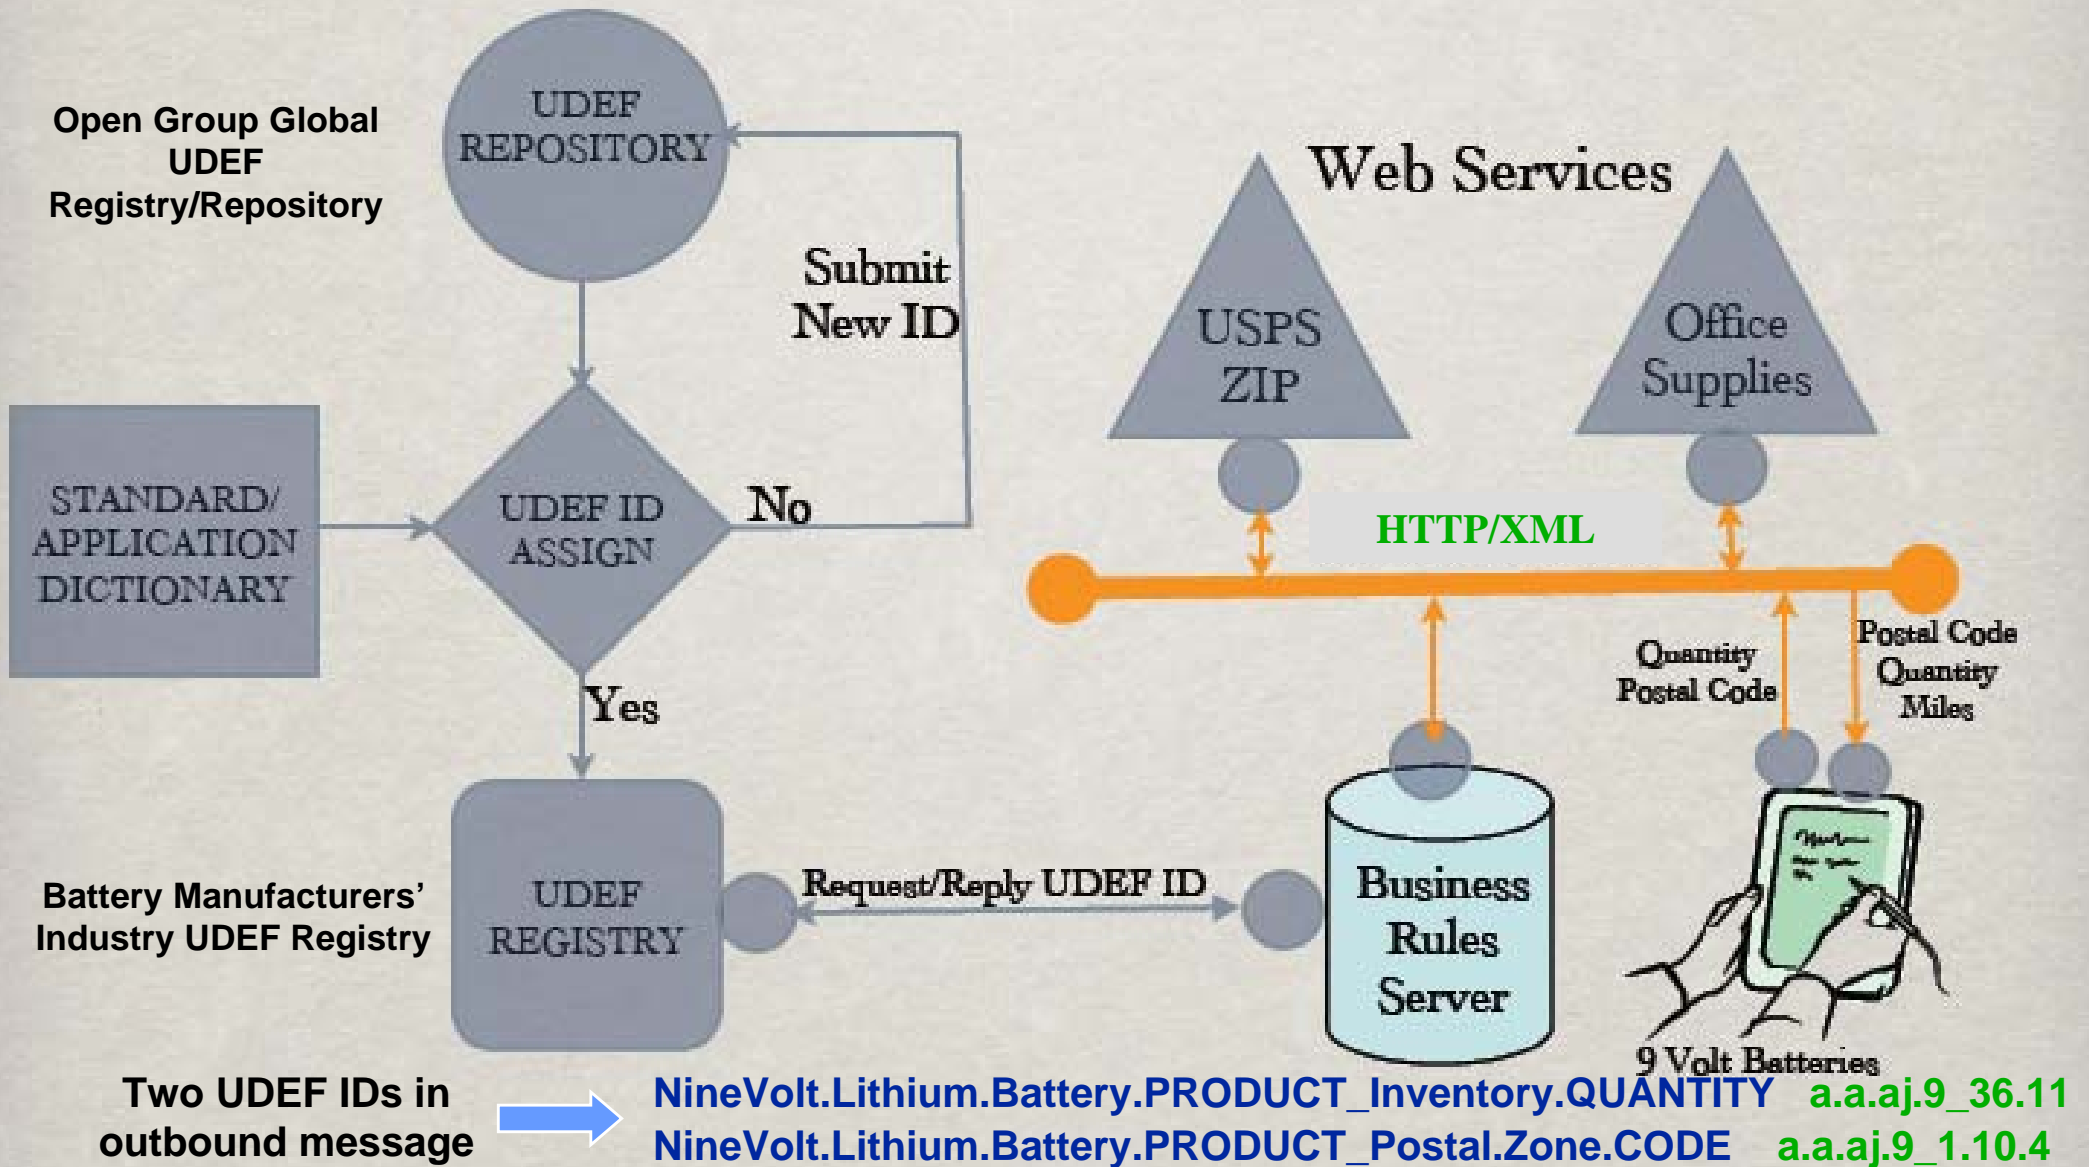 Open Group Global
UDEF
Registry/Repository
UDEF
REPOSITORY
Submit
New ID
STANDARD/
APPLICATION
DICTIONARY
UDEF ID
ASSIGN
No
Yes
Battery Manufacturers’
Industry UDEF Registry
UDEF
REGISTRY
Request/Reply UDEF ID
Web Services
USPS
ZIP
Office
Supplies
HTTP/XML
Quantity
Postal Code
Postal Code
Quantity
Miles
Business
Rules
Server
9 Volt Batteries
Two UDEF IDs in
outbound message
NineVolt.Lithium.Battery.PRODUCT_Inventory.QUANTITY a.a.aj.9_36.11
NineVolt.Lithium.Battery.PRODUCT_Postal.Zone.CODE a.a.aj.9_1.10.4